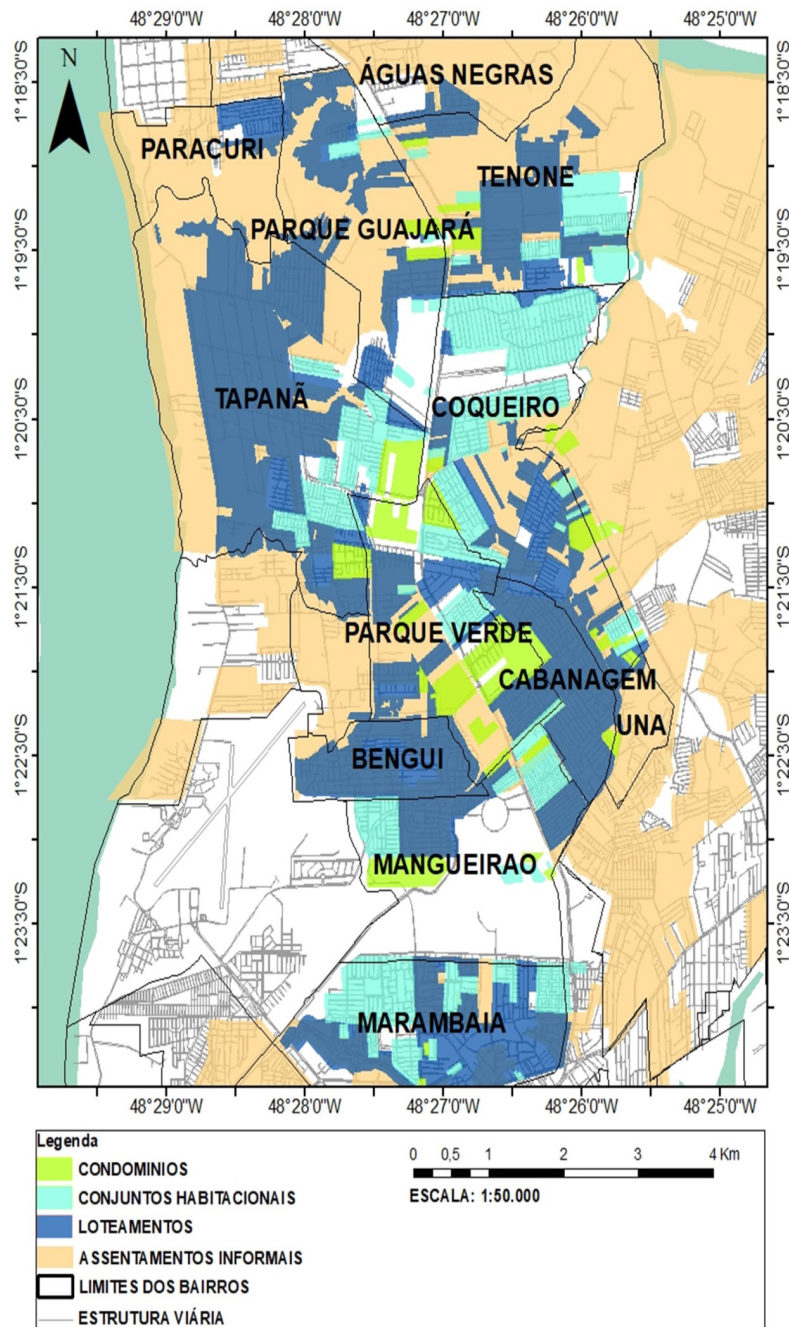 48°29'0"W 48°28'0"W 48°27'0"W 48°26'0"W 48°25'0"W
N
1°18'30"S 1°18'30"S
1°19'30"S 1°19'30"S
1°20'30"S 1°20'30"S
1°21'30"S 1°21'30"S
1°22'30"S 1°22'30"S
1°23'30"S 1°23'30"S
ÁGUAS NEGRAS
PARACURI
TENONE
PARQUE GUAJARÁ
TAPANÃ
COQUEIRO
PARQUE VERDE
CABANAGEM
UNA
BENGUI
MANGUEIRAO
MARAMBAIA
48°29'0"W 48°28'0"W 48°27'0"W 48°26'0"W 48°25'0"W
Legenda
CONDOMINIOS
CONJUNTOS HABITACIONAIS
LOTEAMENTOS
ASSENTAMENTOS INFORMAIS
LIMITES DOS BAIRROS
ESTRUTURA VIÁRIA
0 0,5 1 2 3 4 Km
ESCALA: 1:50.000